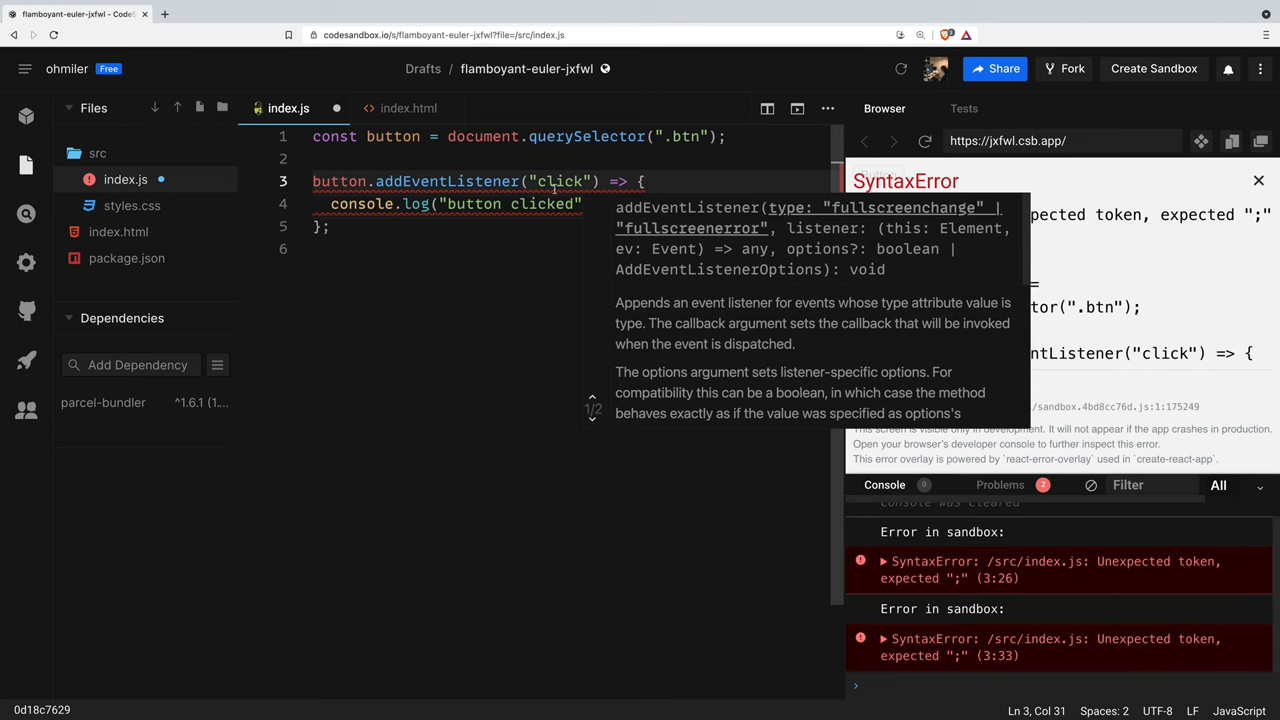 flamboyant-euler-jxfwl - CodeS
codesandbox.io/s/flamboyant-euler-jxfwl?file=/src/index.js
ohmiler Free
Drafts / flamboyant-euler-jxfwl
Share
Fork
Create Sandbox
Files
index.js
index.html
Browser
Tests
https://jxfwl.csb.app/
src
index.js
styles.css
index.html
package.json
Dependencies
Add Dependency
parcel-bundler ^1.6.1 (1....
1 const button = document.querySelector(".btn");
2
3 button.addEventListener("click") => {
4 console.log("button clicked"
5 };
6
addEventListener(type: "fullscreenchange" |
"fullscreenerror", listener: (this: Element,
ev: Event) => any, options?: boolean |
AddEventListenerOptions): void
Appends an event listener for events whose type attribute value is
type. The callback argument sets the callback that will be invoked
when the event is dispatched.
The options argument sets listener-specific options. For
compatibility this can be a boolean, in which case the method
behaves exactly as if the value was specified as options's
1/2
SyntaxError
pected token, expected ";"
=
tor(".btn");
ntListener("click") => {
/sandbox.4bd8cc76d.js:1:175249
This screen is visible only in development. It will not appear if the app crashes in production.
Open your browser's developer console to further inspect this error.
This error overlay is powered by `react-error-overlay` used in `create-react-app`.
Console 0
Problems 2
Filter
All
Console was cleared
Error in sandbox:
SyntaxError: /src/index.js: Unexpected token,
expected ";" (3:26)
Error in sandbox:
SyntaxError: /src/index.js: Unexpected token,
expected ";" (3:33)
0d18c7629
Ln 3, Col 31
Spaces: 2
UTF-8
LF
JavaScript